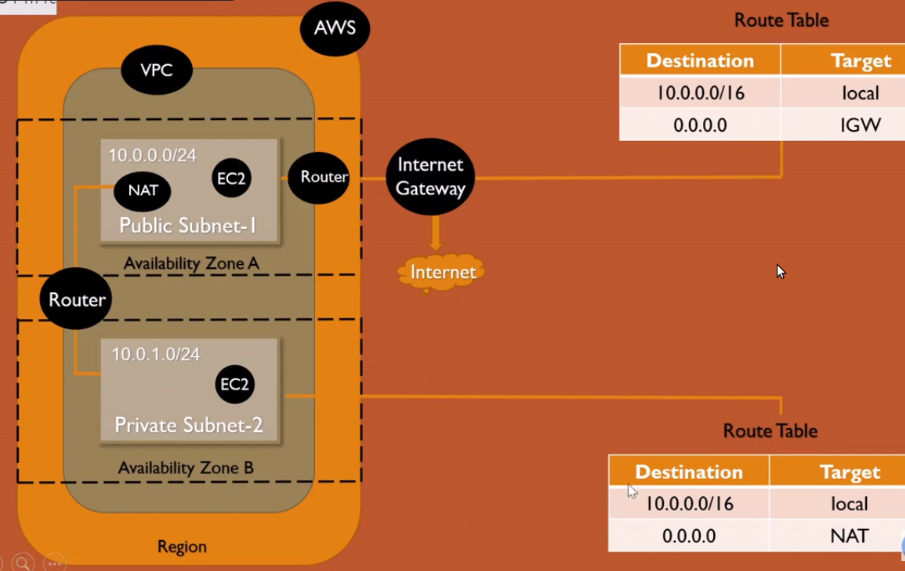 AWS
VPC
10.0.0.0/24
NAT
EC2
Public Subnet-1
Availability Zone A
Router
Internet
Gateway
Internet
Router
10.0.1.0/24
EC2
Private Subnet-2
Availability Zone B
Region
Route Table
Destination Target
10.0.0.0/16 local
0.0.0.0 IGW
Route Table
Destination Target
10.0.0.0/16 local
0.0.0.0 NAT